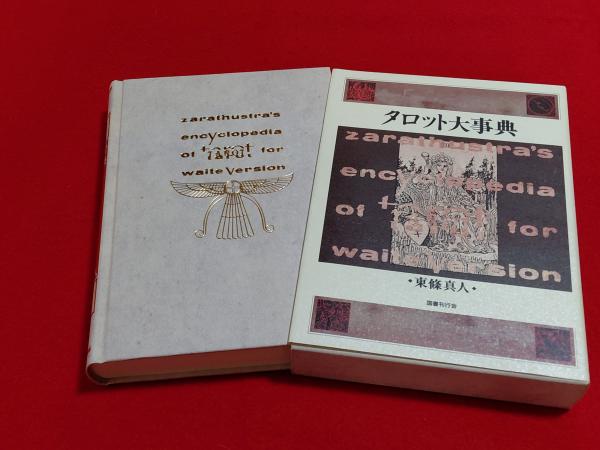 zarathustra's
encyclopedia
of tarot for
waite version
タロット大事典
zarathustra's
encyclopedia
of tarot for
waite version
・東條真人・
国書刊行会